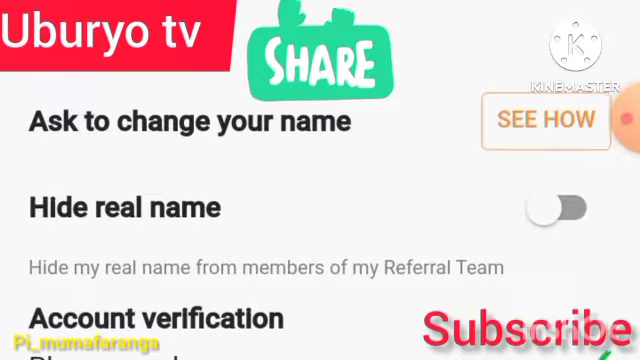 Uburyo tv
SHARE
KINEMASTER
Ask to change your name
SEE HOW
Hide real name
Hide my real name from members of my Referral Team
Account verification
Subscribe
Pi_mumafaranga